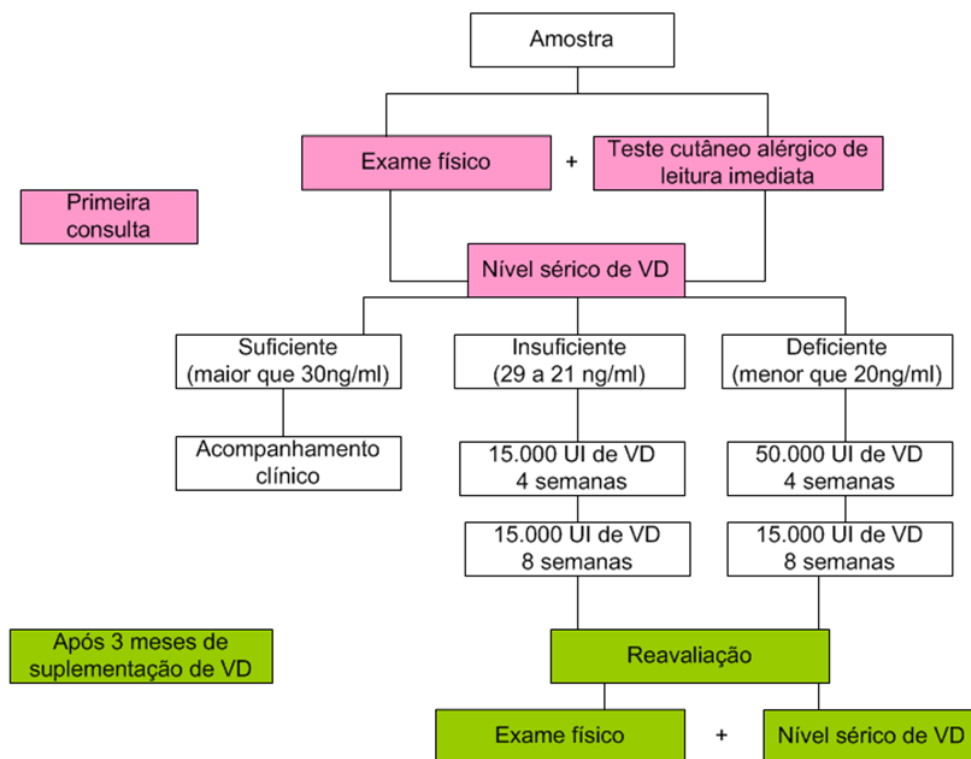 Amostra
Exame físico
+
Teste cutâneo alérgico de
leitura imediata
Primeira
consulta
Nível sérico de VD
Suficiente
(maior que 30ng/ml)
Insuficiente
(29 a 21 ng/ml)
Deficiente
(menor que 20ng/ml)
Acompanhamento
clínico
15.000 UI de VD
4 semanas
50.000 UI de VD
4 semanas
15.000 UI de VD
8 semanas
15.000 UI de VD
8 semanas
Após 3 meses de
suplementação de VD
Reavaliação
Exame físico
+
Nível sérico de VD